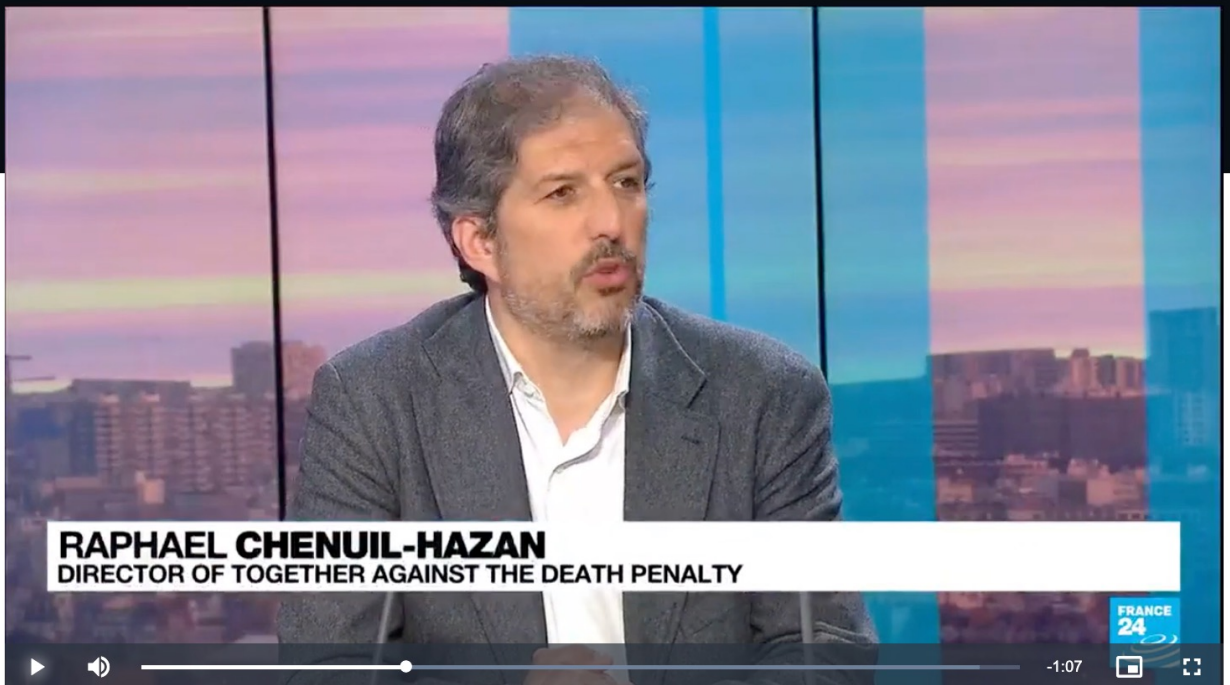 RAPHAEL CHENUIL-HAZAN
DIRECTOR OF TOGETHER AGAINST THE DEATH PENALTY
FRANCE
24
-1:07